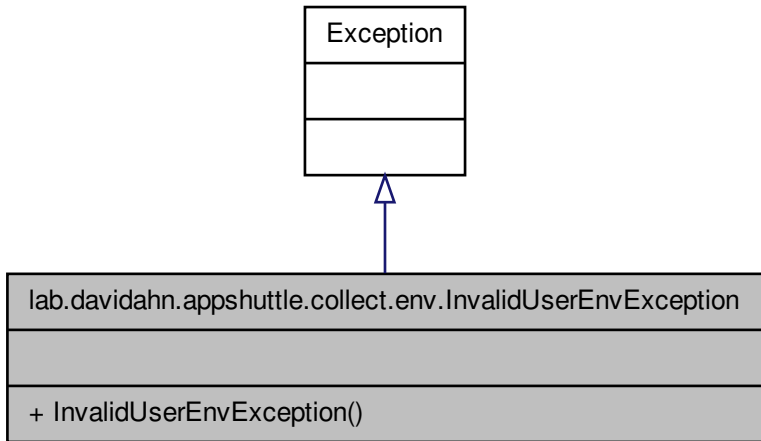 Exception
lab.davidahn.appshuttle.collect.env.InvalidUserEnvException
+ InvalidUserEnvException()